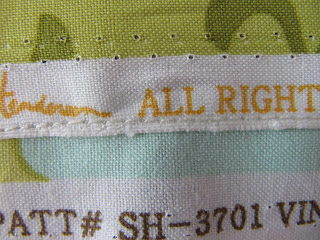 ALL RIGHT
PATT# SH-3701 VIN